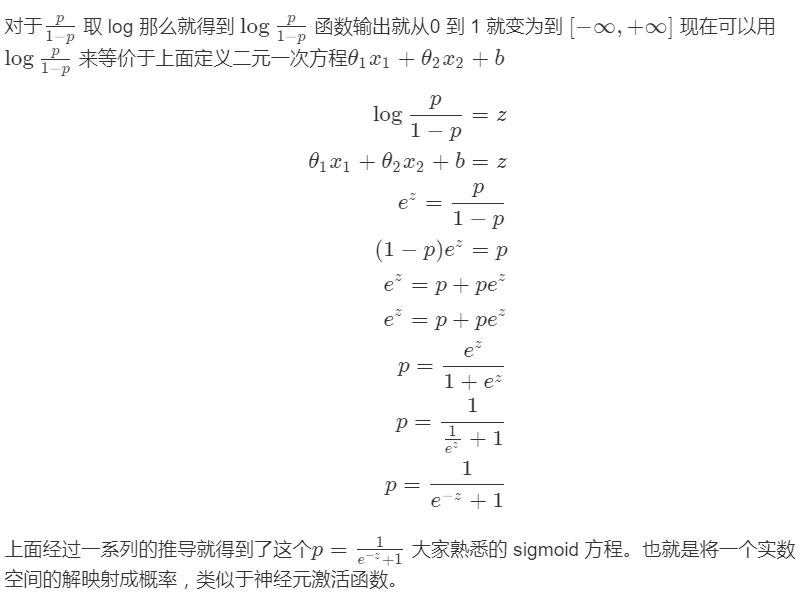 对于$\frac{p}{1-p}$ 取 log 那么就得到 $\log \frac{p}{1-p}$ 函数输出就从0 到 1 就变为到 $[-\infty, +\infty]$ 现在可以用
$\log \frac{p}{1-p}$ 来等价于上面定义二元一次方程$\theta_1 x_1 + \theta_2 x_2 + b$
$\log \frac{p}{1-p} = z$
$\theta_1 x_1 + \theta_2 x_2 + b = z$
$e^z = \frac{p}{1-p}$
$(1-p)e^z = p$
$e^z = p + pe^z$
$e^z = p + pe^z$
$p = \frac{e^z}{1+e^z}$
$p = \frac{1}{\frac{1}{e^z}+1}$
$p = \frac{1}{e^{-z}+1}$
上面经过一系列的推导就得到了这个$p = \frac{1}{e^{-z}+1}$ 大家熟悉的 sigmoid 方程。也就是将一个实数
空间的解映射成概率，类似于神经元激活函数。